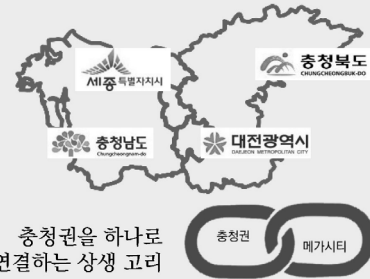 세종특별자치시
충청북도
CHUNGCHEONGBUK-DO
충청남도
Chungcheongnam-do
대전광역시
DAEJEON METROPOLITAN CITY
충청권을 하나로
연결하는 상생 고리
충청권
메가시티